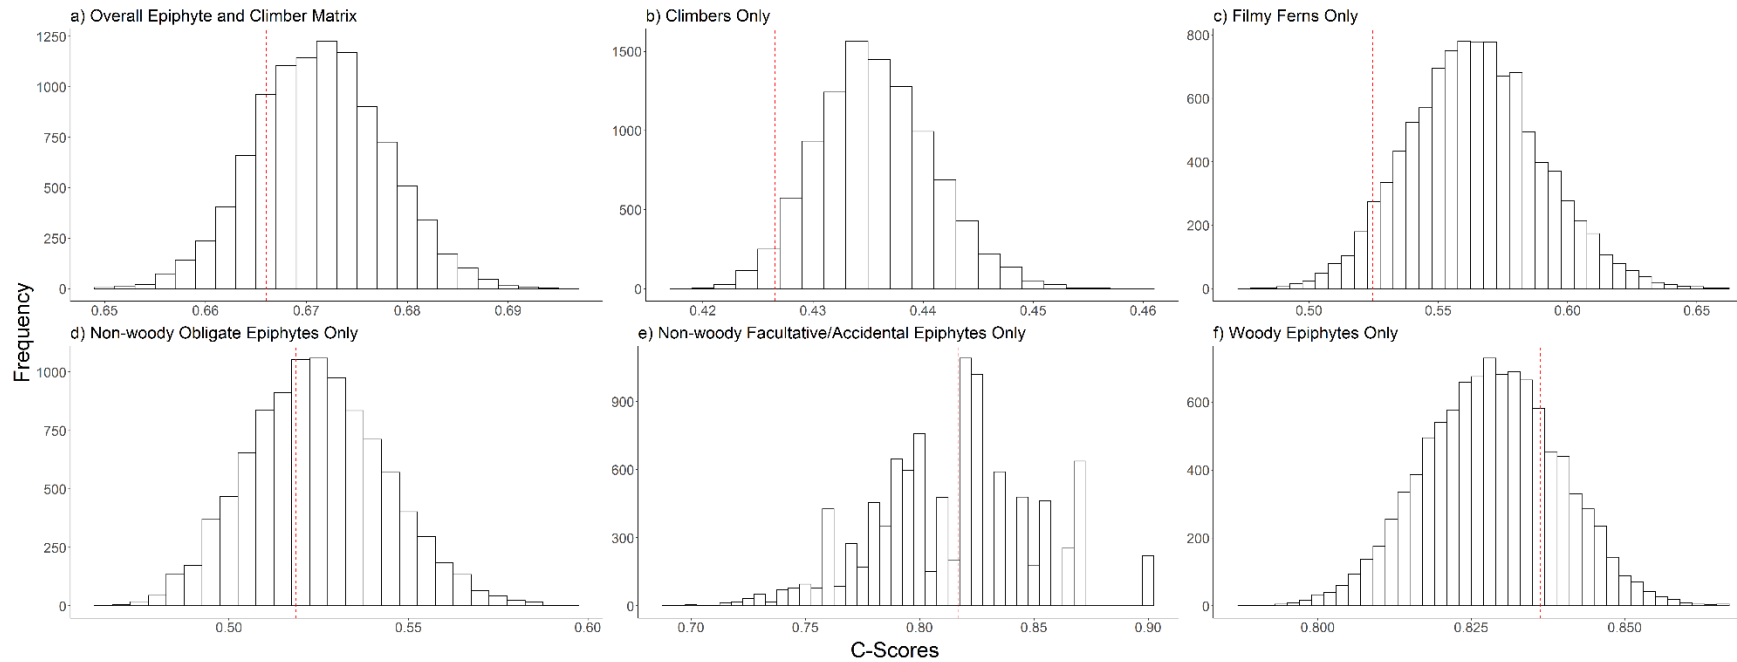 a) Overall Epiphyte and Climber Matrix
1250
1000
750
500
250
0
0.65 0.66 0.67 0.68 0.69
b) Climbers Only
1500
1000
500
0
0.42 0.43 0.44 0.45 0.46
c) Filmy Ferns Only
800
600
400
200
0
0.50 0.55 0.60 0.65
Frequency
d) Non-woody Obligate Epiphytes Only
1000
750
500
250
0
0.50 0.55 0.60
e) Non-woody Facultative/Accidental Epiphytes Only
900
600
300
0
0.70 0.75 0.80 0.85 0.90
f) Woody Epiphytes Only
600
400
200
0
0.800 0.825 0.850
C-Scores